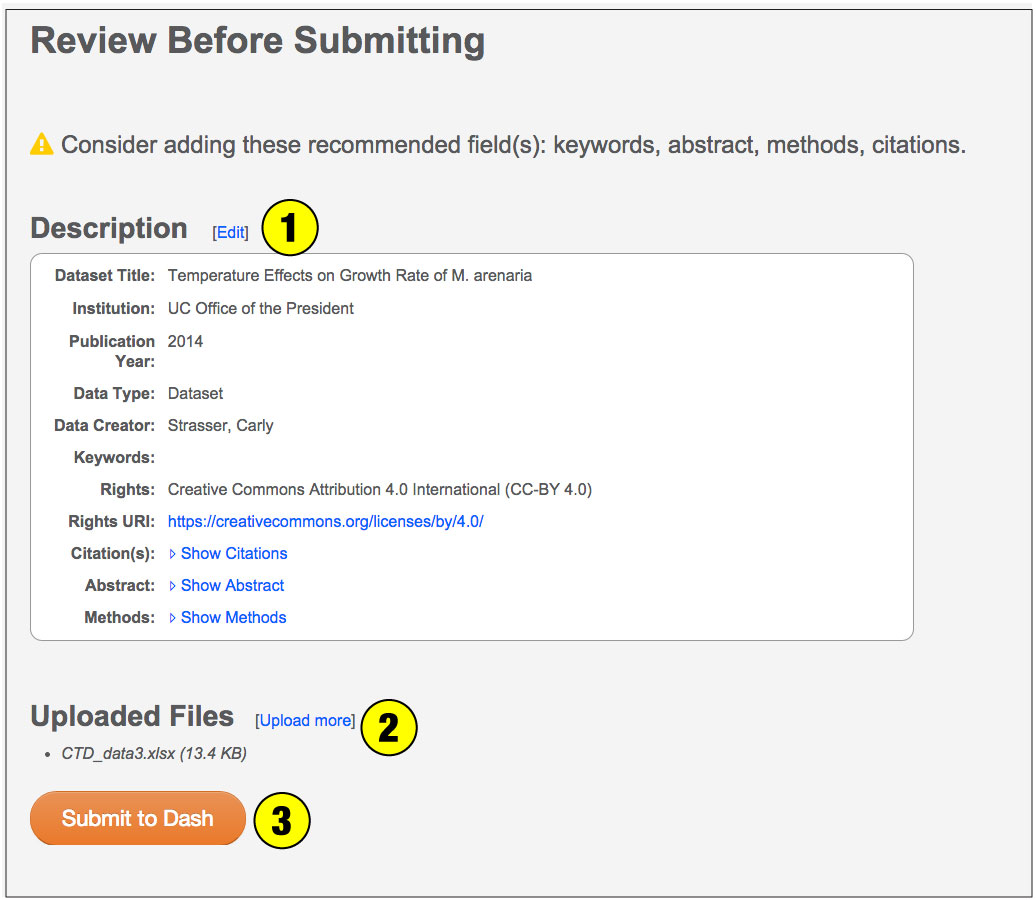 Review Before Submitting
Consider adding these recommended field(s): keywords, abstract, methods, citations.
Description [Edit] 1
Dataset Title: Temperature Effects on Growth Rate of M. arenaria
Institution: UC Office of the President
Publication 2014
Year:
Data Type: Dataset
Data Creator: Strasser, Carly
Keywords:
Rights: Creative Commons Attribution 4.0 International (CC-BY 4.0)
Rights URI: https://creativecommons.org/licenses/by/4.0/
Citation(s): Show Citations
Abstract: Show Abstract
Methods: Show Methods
Uploaded Files [Upload more] 2
• CTD_data3.xlsx (13.4 KB)
Submit to Dash 3